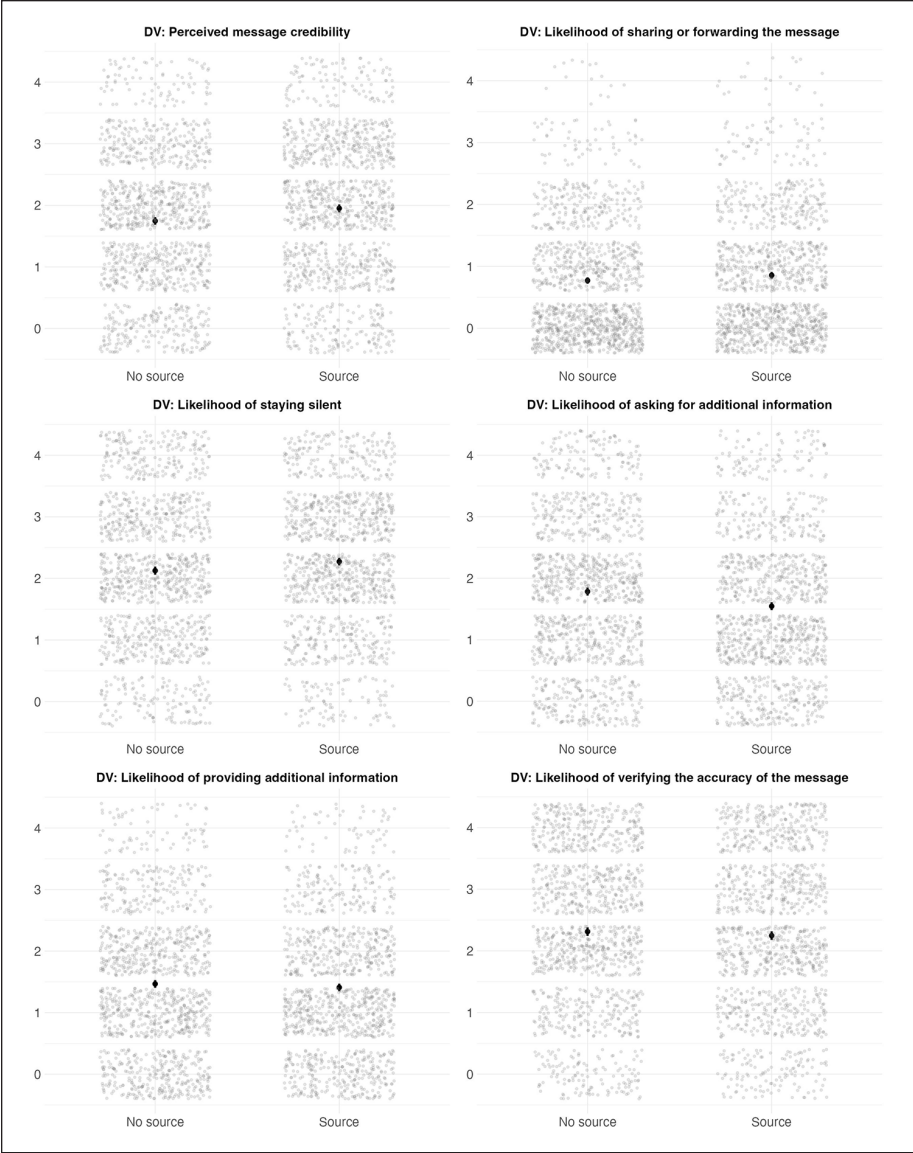 DV: Perceived message credibility
4
3
2
1
0
No source Source
DV: Likelihood of sharing or forwarding the message
4
3
2
1
0
No source Source
DV: Likelihood of staying silent
4
3
2
1
0
No source Source
DV: Likelihood of asking for additional information
4
3
2
1
0
No source Source
DV: Likelihood of providing additional information
4
3
2
1
0
No source Source
DV: Likelihood of verifying the accuracy of the message
4
3
2
1
0
No source Source